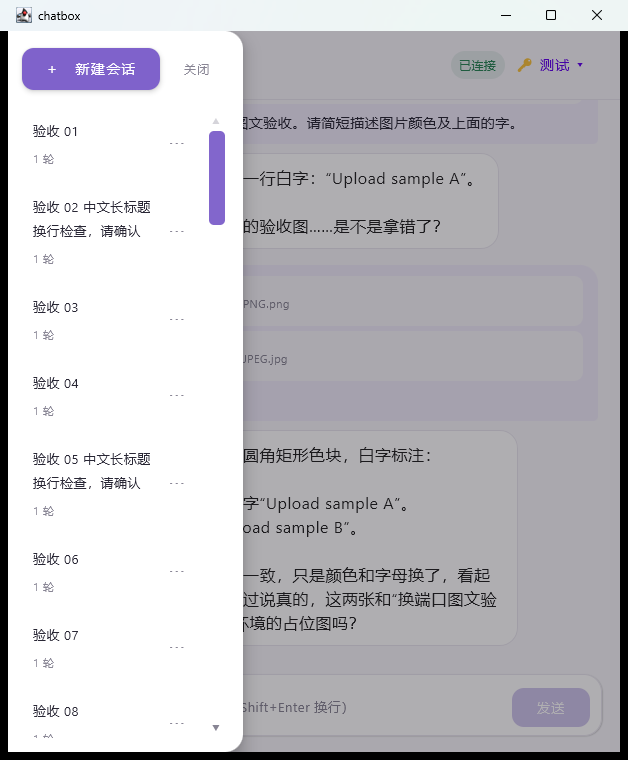 chatbox
+ 新建会话
关闭
已连接
测试
验收 01
1 轮
验收 02 中文长标题
换行检查，请确认
1 轮
验收 03
1 轮
验收 04
1 轮
验收 05 中文长标题
换行检查，请确认
1 轮
验收 06
1 轮
验收 07
1 轮
验收 08
图文验收。请简短描述图片颜色及上面的字。
一行白字：“Upload sample A”。
的验收图……是不是拿错了？
PNG.png
JPEG.jpg
圆角矩形色块，白字标注：
字“Upload sample A”。
oad sample B”。
一致，只是颜色和字母换了，看起
过说真的，这两张和“换端口图文验
环境的占位图吗？
Shift+Enter 换行)
发送